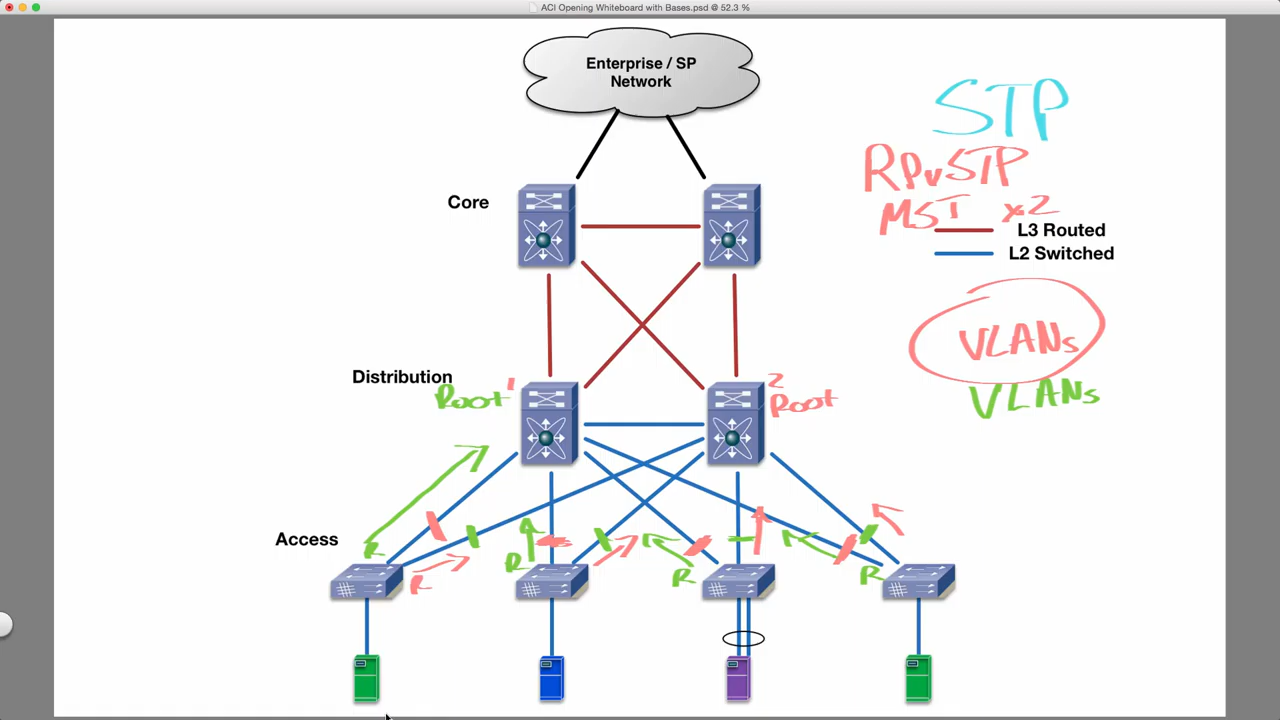 ACI Opening Whiteboard with Bases.psd @ 52.3 %
Enterprise / SP
Network
STP
RPvSTP
MST x2
Core
L3 Routed
L2 Switched
VLANs
VLANs
Distribution
Root 1
2
Root
Access
R
R
R
R
R